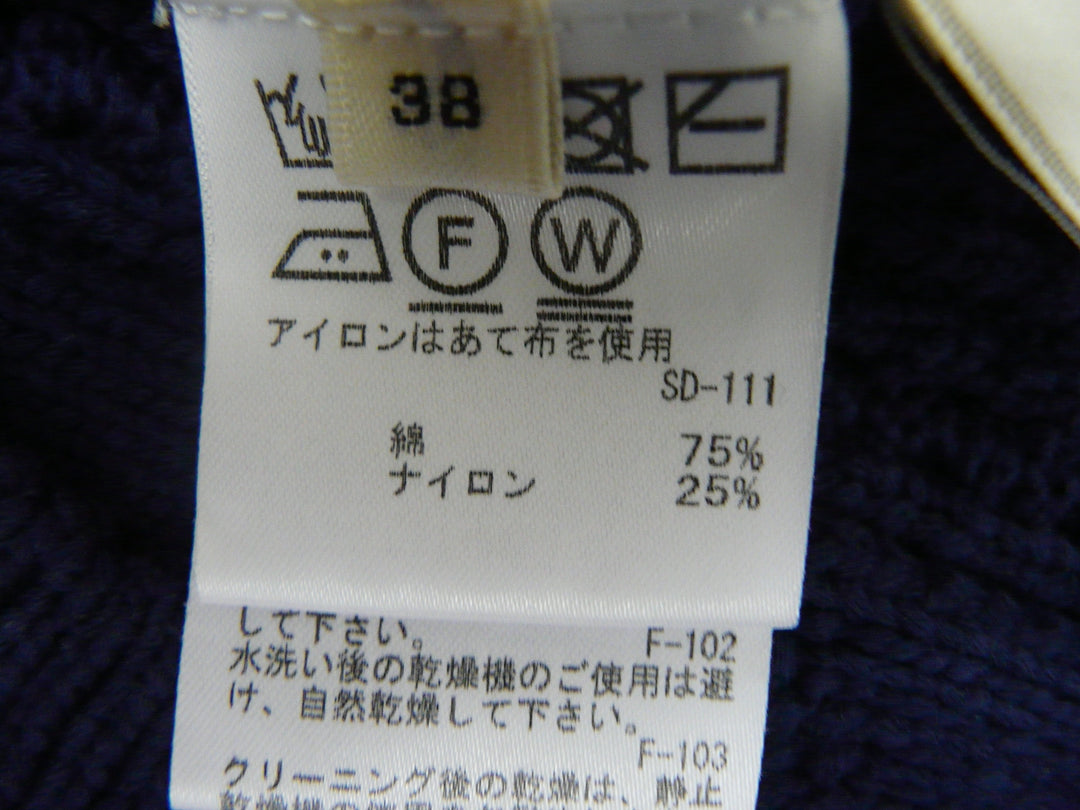 38
F W
アイロンはあて布を使用
SD-111
綿 75%
ナイロン 25%
して下さい。
F-102
水洗い後の乾燥機のご使用は避
け、自然乾燥して下さい。
F-103
クリーニング後の乾燥は、静止